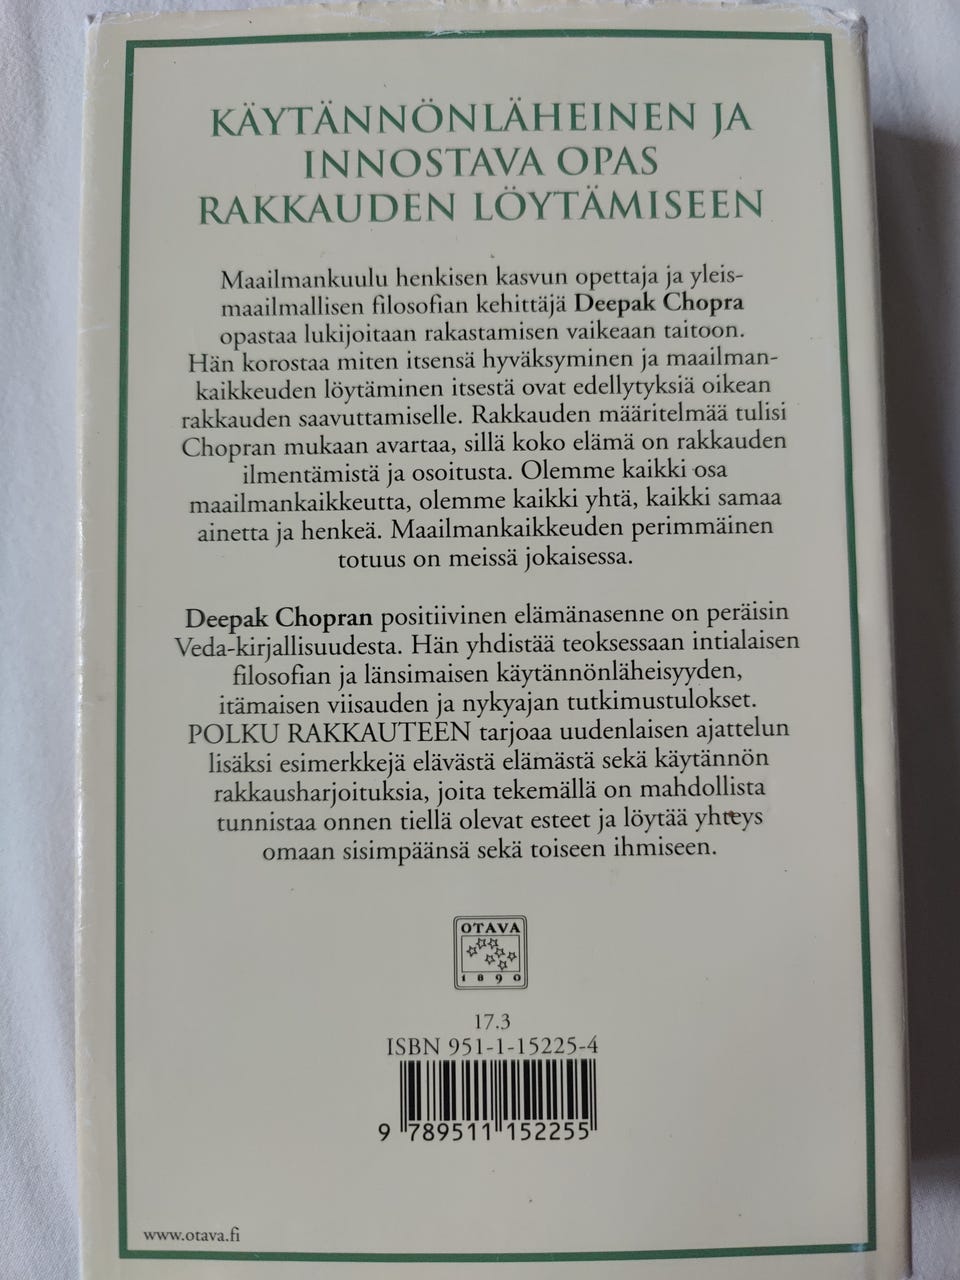 KÄYTÄNNÖNLÄHEINEN JA
INNOSTAVA OPAS
RAKKAUDEN LÖYTÄMISEEN
Maailmankuulu henkisen kasvun opettaja ja yleis-
maailmallisen filosofian kehittäjä Deepak Chopra
opastaa lukijoitaan rakastamisen vaikeaan taitoon.
Hän korostaa miten itsensä hyväksyminen ja maailman-
kaikkeuden löytäminen itsestä ovat edellytyksiä oikean
rakkauden saavuttamiselle. Rakkauden määritelmää tulisi
Chopran mukaan avartaa, sillä koko elämä on rakkauden
ilmentämistä ja osoitusta. Olemme kaikki osa
maailmankaikkeutta, olemme kaikki yhtä, kaikki samaa
ainetta ja henkeä. Maailmankaikkeuden perimmäinen
totuus on meissä jokaisessa.
Deepak Chopran positiivinen elämänasenne on peräisin
Veda-kirjallisuudesta. Hän yhdistää teoksessaan intialaisen
filosofian ja länsimaisen käytännönläheisyyden,
itämaisen viisauden ja nykyajan tutkimustulokset.
POLKU RAKKAUTEEN tarjoaa uudenlaisen ajattelun
lisäksi esimerkkejä elävästä elämästä sekä käytännön
rakkausharjoituksia, joita tekemällä on mahdollista
tunnistaa onnen tiellä olevat esteet ja löytää yhteys
omaan sisimpäänsä sekä toiseen ihmiseen.
OTAVA
1890
17.3
ISBN 951-1-15225-4
9 789511 152255
www.otava.fi